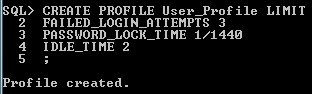 SQL> CREATE PROFILE User_Profile LIMIT
2 FAILED_LOGIN_ATTEMPTS 3
3 PASSWORD_LOCK_TIME 1/1440
4 IDLE_TIME 2
5 ;
Profile created.